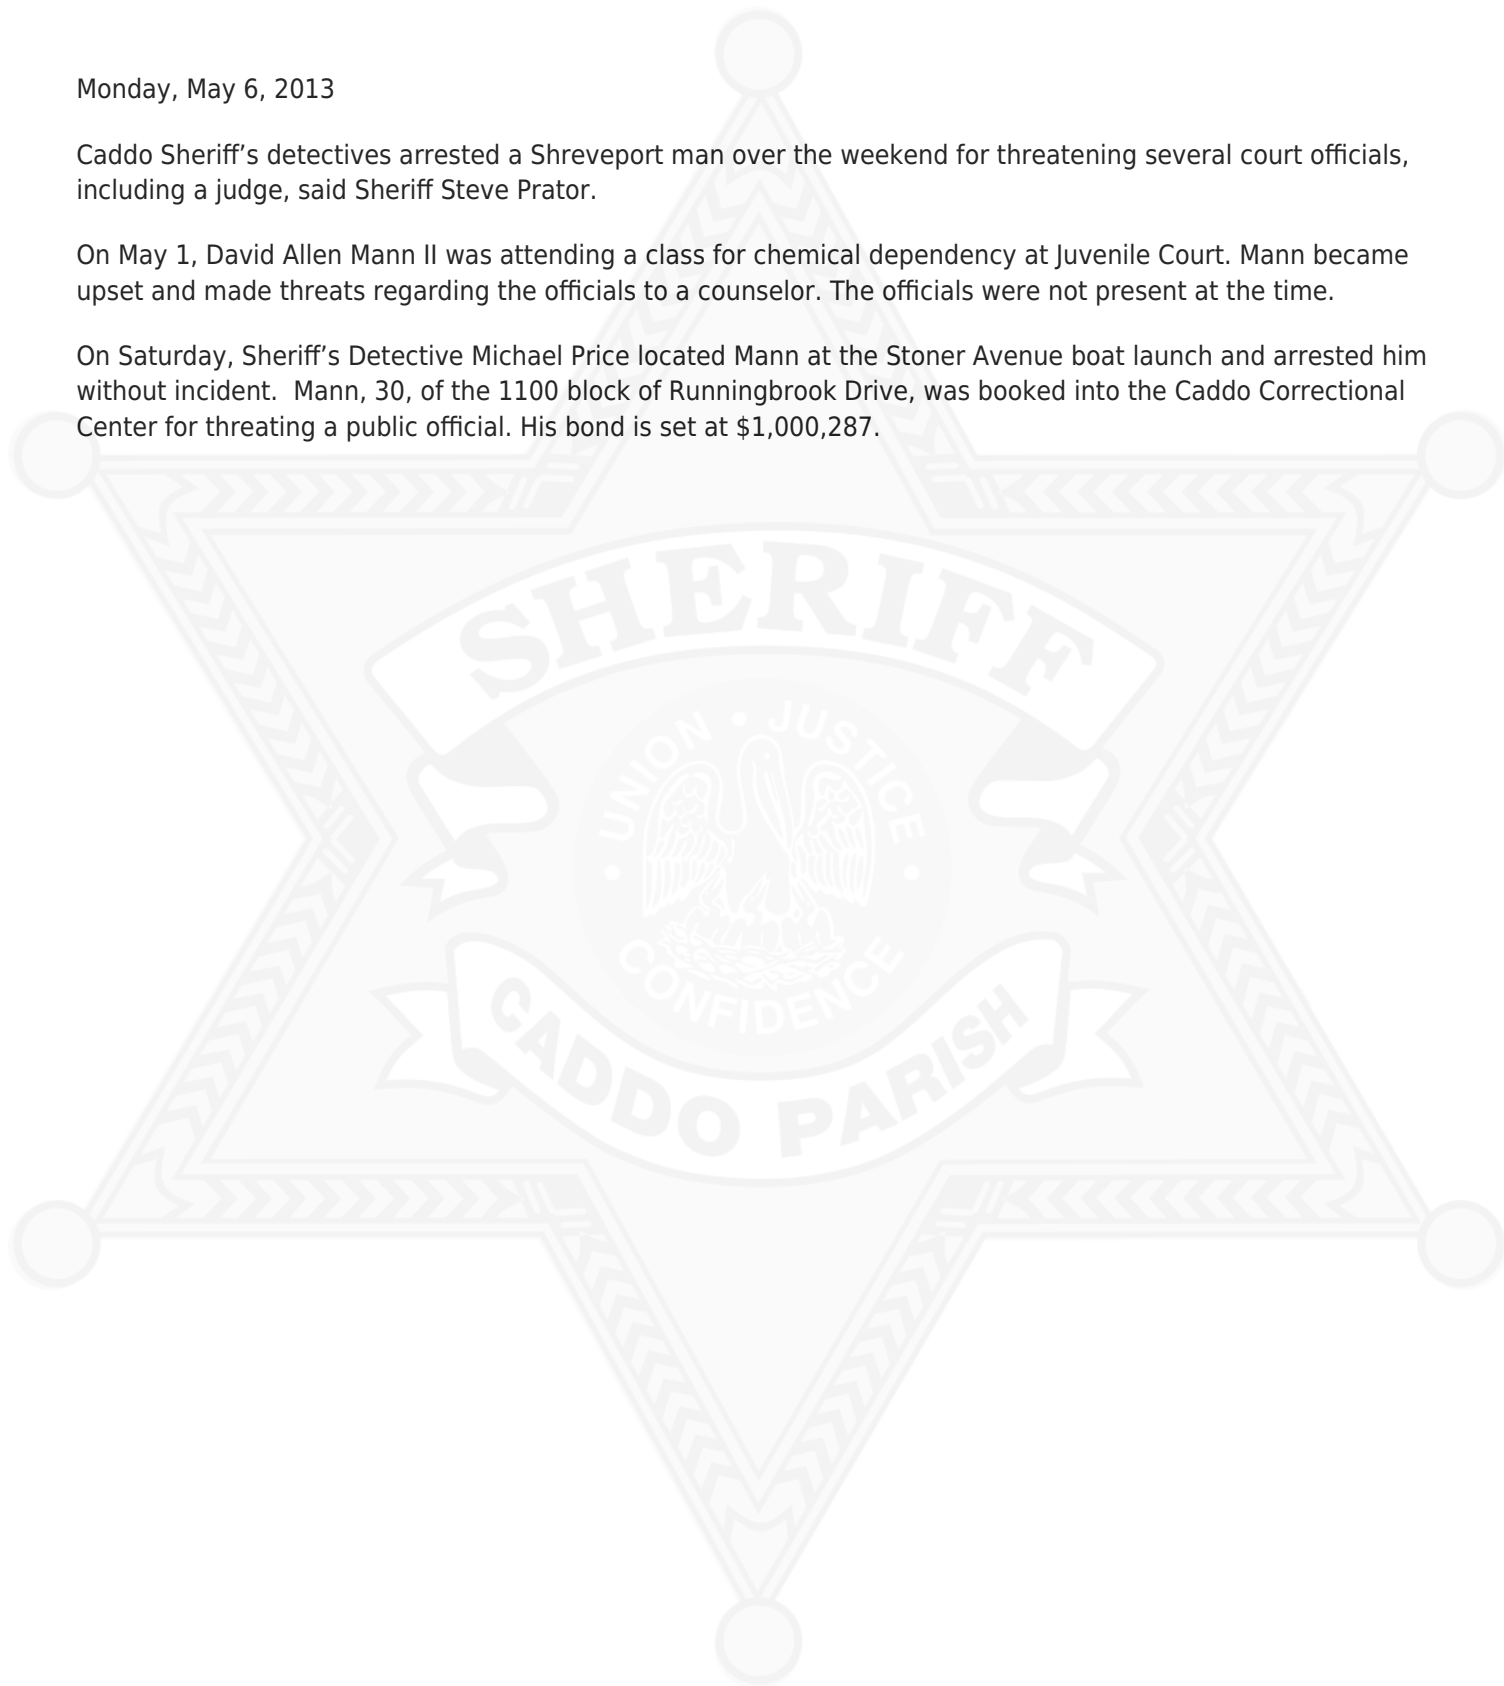 Monday, May 6, 2013
Caddo Sheriff’s detectives arrested a Shreveport man over the weekend for threatening several court officials,
including a judge, said Sheriff Steve Prator.
On May 1, David Allen Mann II was attending a class for chemical dependency at Juvenile Court. Mann became
upset and made threats regarding the officials to a counselor. The officials were not present at the time.
On Saturday, Sheriff’s Detective Michael Price located Mann at the Stoner Avenue boat launch and arrested him
without incident.  Mann, 30, of the 1100 block of Runningbrook Drive, was booked into the Caddo Correctional
Center for threating a public official. His bond is set at $1,000,287.
SHERIFF
UNION • JUSTICE
• CONFIDENCE •
CADDO PARISH